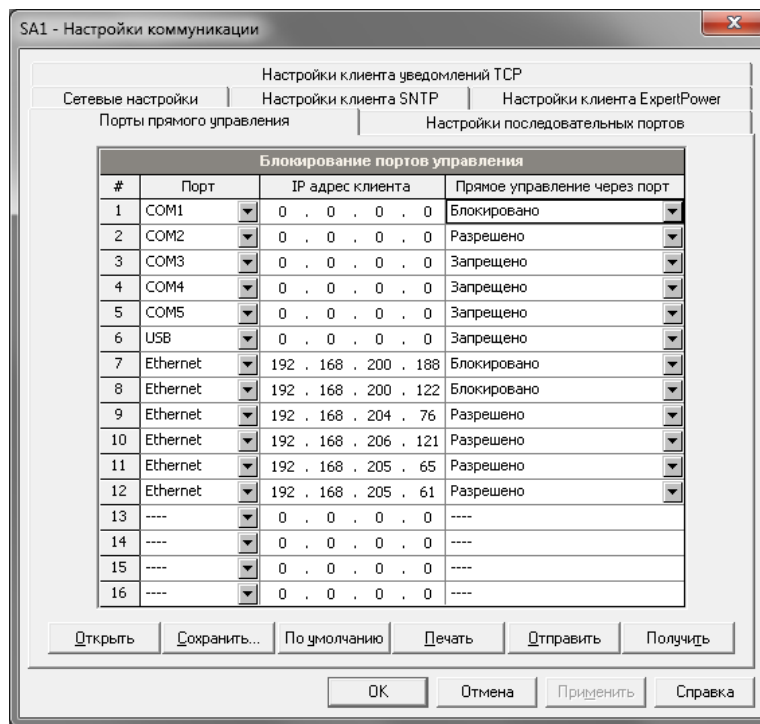 SA1 - Настройки коммуникации
Настройки клиента уведомлений TCP
Сетевые настройки Настройки клиента SNTP Настройки клиента ExpertPower
Порты прямого управления Настройки последовательных портов
Блокирование портов управления
# Порт IP адрес клиента Прямое управление через порт
1 COM1 0 . 0 . 0 . 0 Блокировано
2 COM2 0 . 0 . 0 . 0 Разрешено
3 COM3 0 . 0 . 0 . 0 Запрещено
4 COM4 0 . 0 . 0 . 0 Запрещено
5 COM5 0 . 0 . 0 . 0 Запрещено
6 USB 0 . 0 . 0 . 0 Запрещено
7 Ethernet 192 . 168 . 200 . 188 Блокировано
8 Ethernet 192 . 168 . 200 . 122 Блокировано
9 Ethernet 192 . 168 . 204 . 76 Разрешено
10 Ethernet 192 . 168 . 206 . 121 Разрешено
11 Ethernet 192 . 168 . 205 . 65 Разрешено
12 Ethernet 192 . 168 . 205 . 61 Разрешено
13 ---- 0 . 0 . 0 . 0 ----
14 ---- 0 . 0 . 0 . 0 ----
15 ---- 0 . 0 . 0 . 0 ----
16 ---- 0 . 0 . 0 . 0 ----
Открыть Сохранить... По умолчанию Печать Отправить Получить
OK Отмена Применить Справка